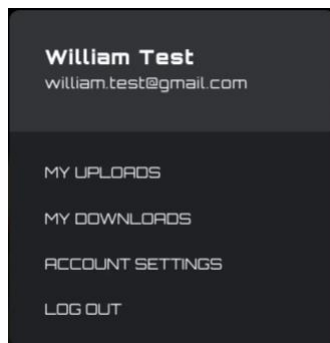 William Test
william.test@gmail.com
MY UPLOADS
MY DOWNLOADS
ACCOUNT SETTINGS
LOG OUT